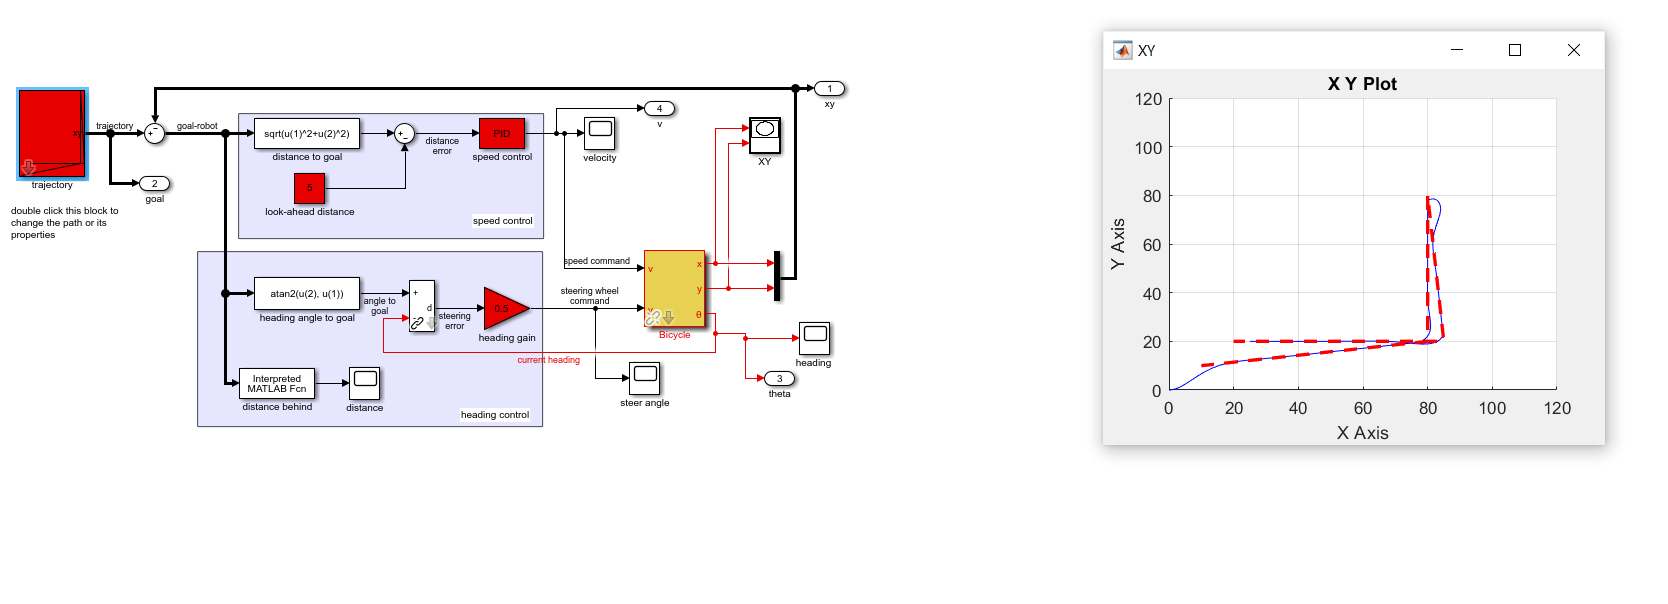 1
xy
4
v
velocity
XY
xy
trajectory
trajectory
double click this block to
change the path or its
properties
2
goal
goal-robot
sqrt(u(1)^2+u(2)^2)
distance to goal
5
look-ahead distance
distance
error
PID
speed control
speed control
atan2(u(2), u(1))
heading angle to goal
angle to
goal
d
steering
error
0.5
heading gain
current heading
Interpreted
MATLAB Fcn
distance behind
distance
heading control
speed command
steering wheel
command
v
x
y
θ
Bicycle
steer angle
heading
3
theta
XY
X Y Plot
120
100
80
60
40
20
0
Y Axis
0
20
40
60
80
100
120
X Axis